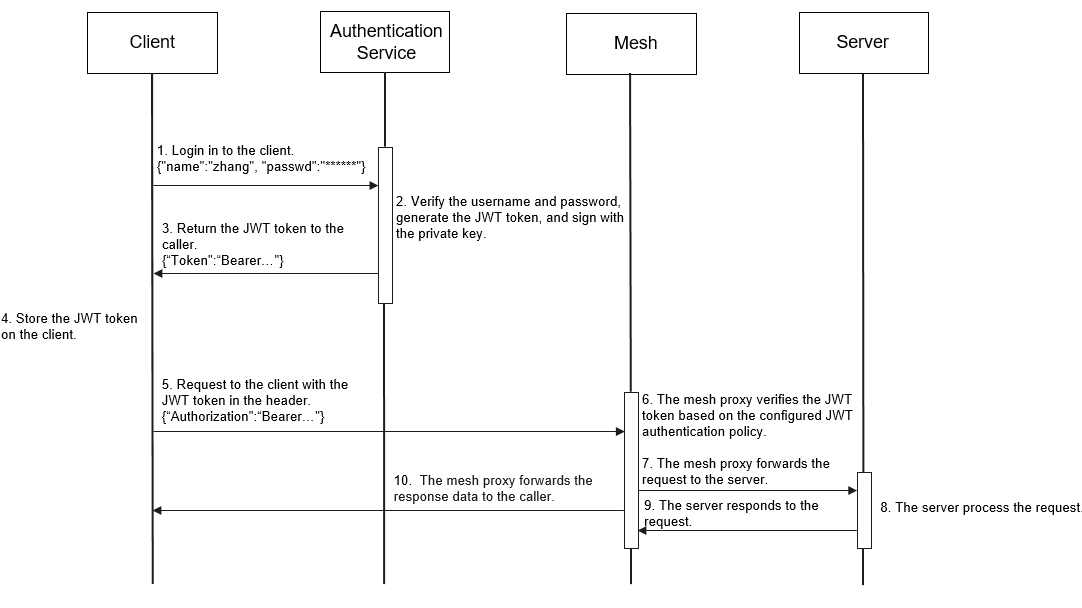 Client
Authentication
Service
Mesh
Server
1. Login in to the client.
{"name":"zhang", "passwd":"******"}
2. Verify the username and password,
generate the JWT token, and sign with
the private key.
3. Return the JWT token to the
caller.
{“Token”:“Bearer...”}
4. Store the JWT token
on the client.
5. Request to the client with the
JWT token in the header.
{“Authorization”:“Bearer...”}
6. The mesh proxy verifies the JWT
token based on the configured JWT
authentication policy.
7. The mesh proxy forwards the
request to the server.
8. The server process the request.
9. The server responds to the
request.
10.  The mesh proxy forwards the
response data to the caller.